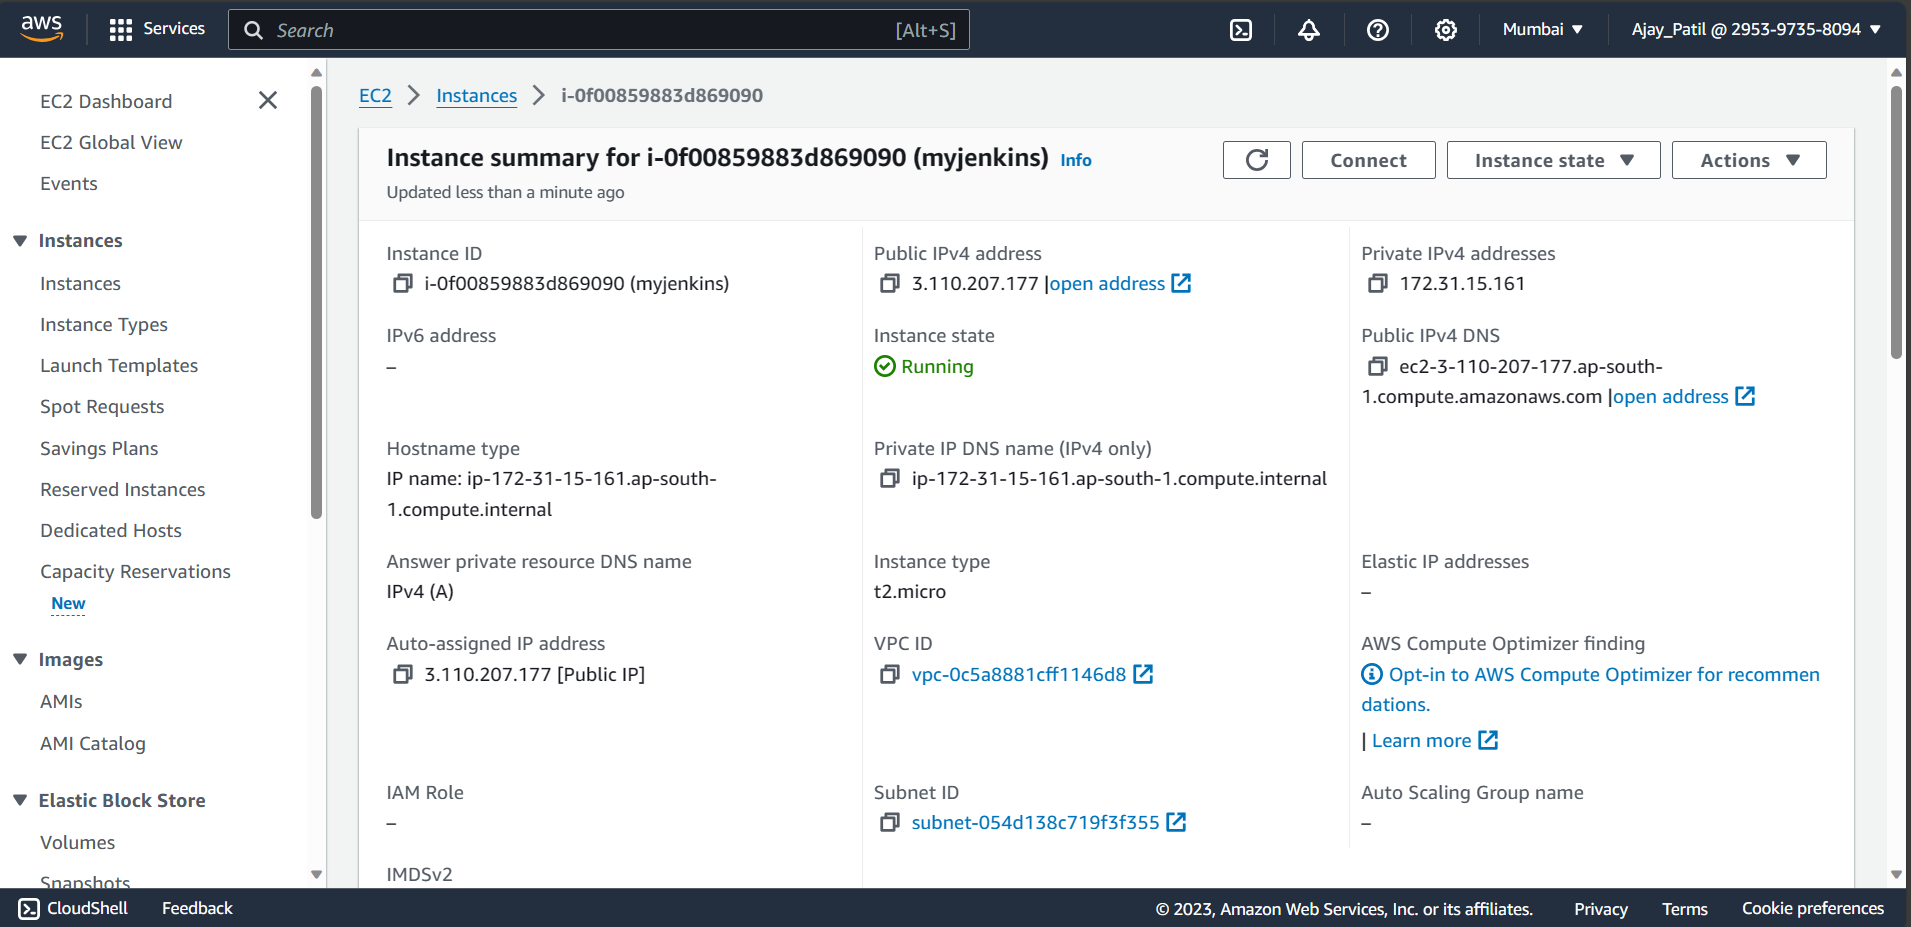 aws
Services
Search
[Alt+S]
Mumbai
Ajay_Patil @ 2953-9735-8094
EC2 Dashboard
EC2 Global View
Events
Instances
Instances
Instance Types
Launch Templates
Spot Requests
Savings Plans
Reserved Instances
Dedicated Hosts
Capacity Reservations
New
Images
AMIs
AMI Catalog
Elastic Block Store
Volumes
Snapshots
EC2 > Instances > i-0f00859883d869090
Instance summary for i-0f00859883d869090 (myjenkins) Info
Updated less than a minute ago
Connect
Instance state
Actions
Instance ID
i-0f00859883d869090 (myjenkins)
Public IPv4 address
3.110.207.177 |open address
Private IPv4 addresses
172.31.15.161
IPv6 address
–
Instance state
Running
Public IPv4 DNS
ec2-3-110-207-177.ap-south-
1.compute.amazonaws.com |open address
Hostname type
IP name: ip-172-31-15-161.ap-south-
1.compute.internal
Private IP DNS name (IPv4 only)
ip-172-31-15-161.ap-south-1.compute.internal
Answer private resource DNS name
IPv4 (A)
Instance type
t2.micro
Elastic IP addresses
–
Auto-assigned IP address
3.110.207.177 [Public IP]
VPC ID
vpc-0c5a8881cff1146d8
AWS Compute Optimizer finding
Opt-in to AWS Compute Optimizer for recommen
dations.
| Learn more
IAM Role
–
Subnet ID
subnet-054d138c719f3f355
Auto Scaling Group name
–
IMDSv2
CloudShell
Feedback
© 2023, Amazon Web Services, Inc. or its affiliates.
Privacy
Terms
Cookie preferences